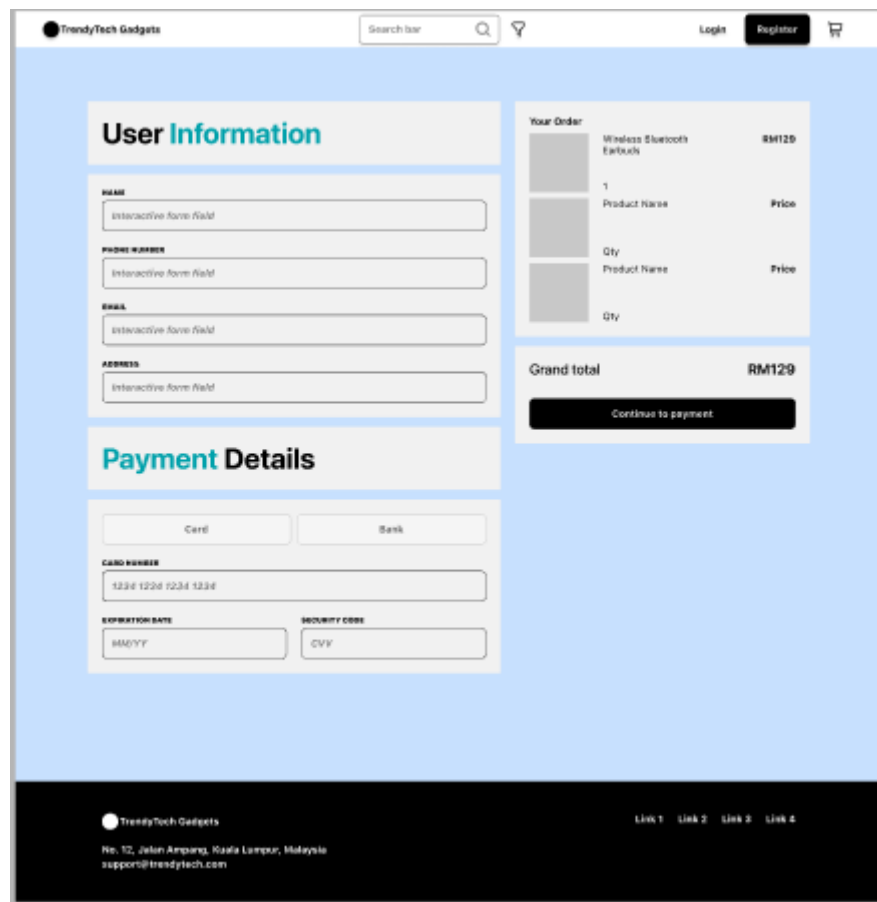 TrendyTech Gadgets
Search bar
Login
Register
User Information
NAME
Interactive form field
PHONE NUMBER
Interactive form field
EMAIL
Interactive form field
ADDRESS
Interactive form field
Payment Details
Card
Bank
CARD NUMBER
1234 1234 1234 1234
EXPIRATION DATE
SECURITY CODE
MM/YY
CVV
Your Order
Wireless Bluetooth
Earbuds
RM129
1
Product Name
Price
Qty
Product Name
Price
Qty
Grand total
RM129
Continue to payment
TrendyTech Gadgets
No. 12, Jalan Ampang, Kuala Lumpur, Malaysia
support@trendytech.com
Link 1
Link 2
Link 3
Link 4